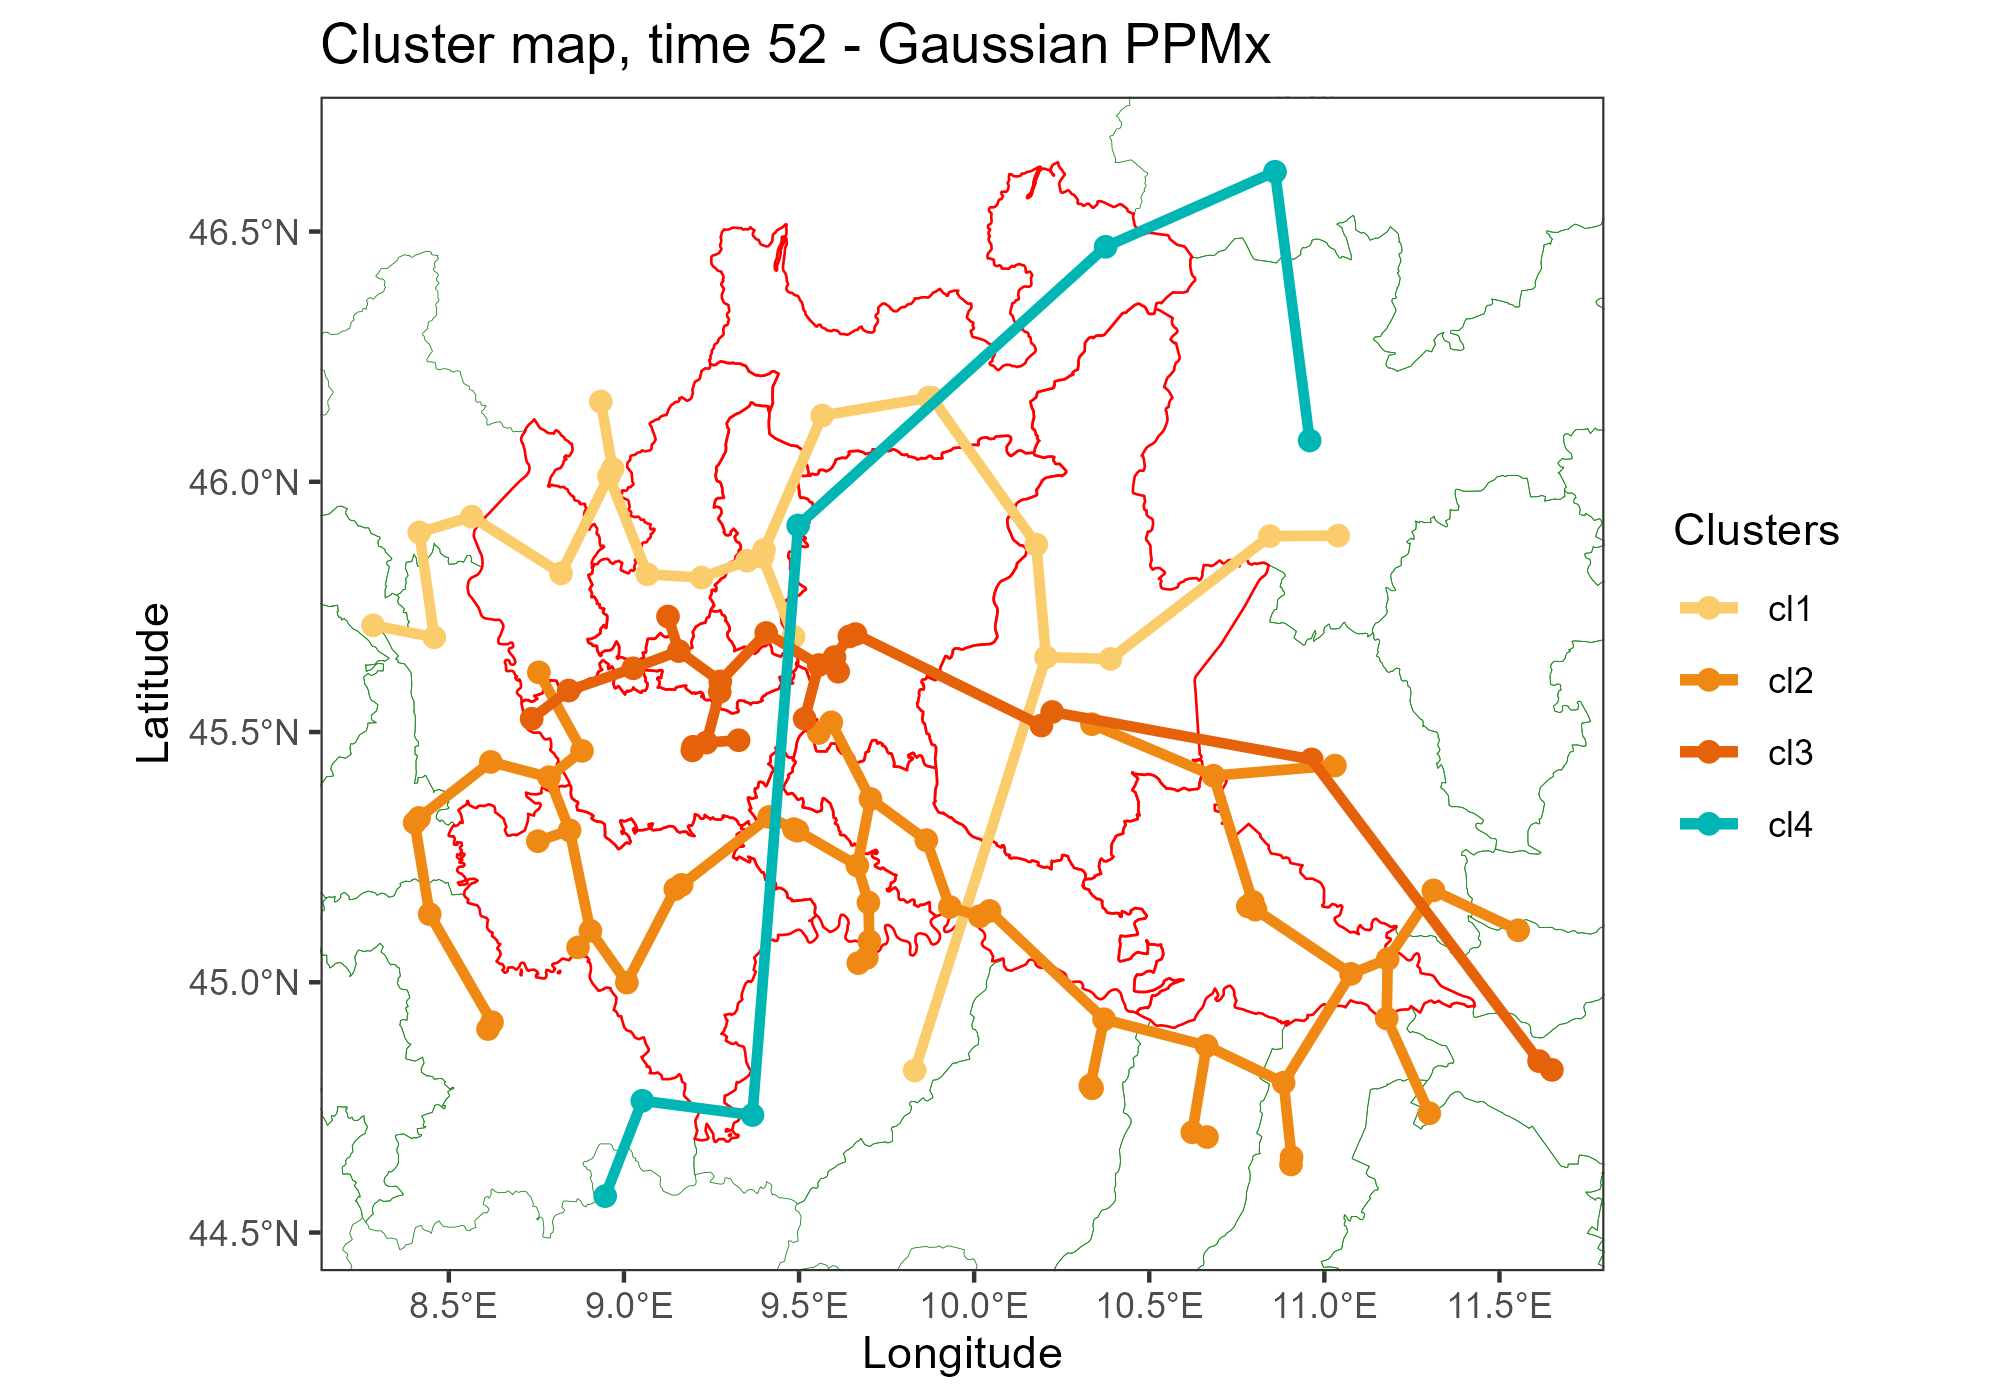 Cluster map, time 52 - Gaussian PPMx
46.5°N
46.0°N
45.5°N
45.0°N
44.5°N
Latitude
8.5°E
9.0°E
9.5°E
10.0°E
10.5°E
11.0°E
11.5°E
Longitude
Clusters
cl1
cl2
cl3
cl4